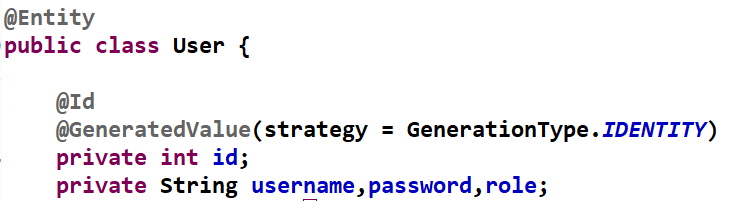 @Entity
public class User {
@Id
@GeneratedValue(strategy = GenerationType.IDENTITY)
private int id;
private String username,password,role;